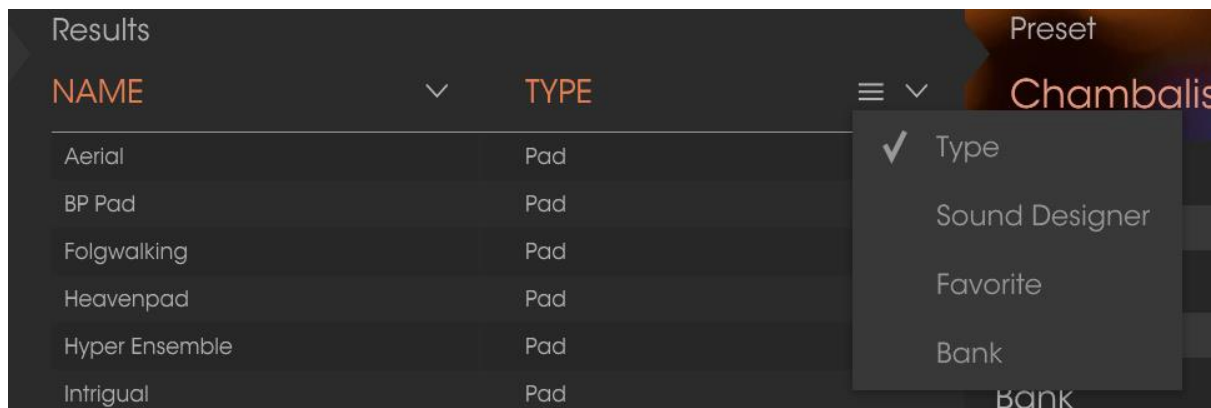 Results
NAME
TYPE
Aerial
Pad
BP Pad
Pad
Folgwalking
Pad
Heavenpad
Pad
Hyper Ensemble
Pad
Intrigual
Pad
Type
Sound Designer
Favorite
Bank
Preset
Chambalis
Bank